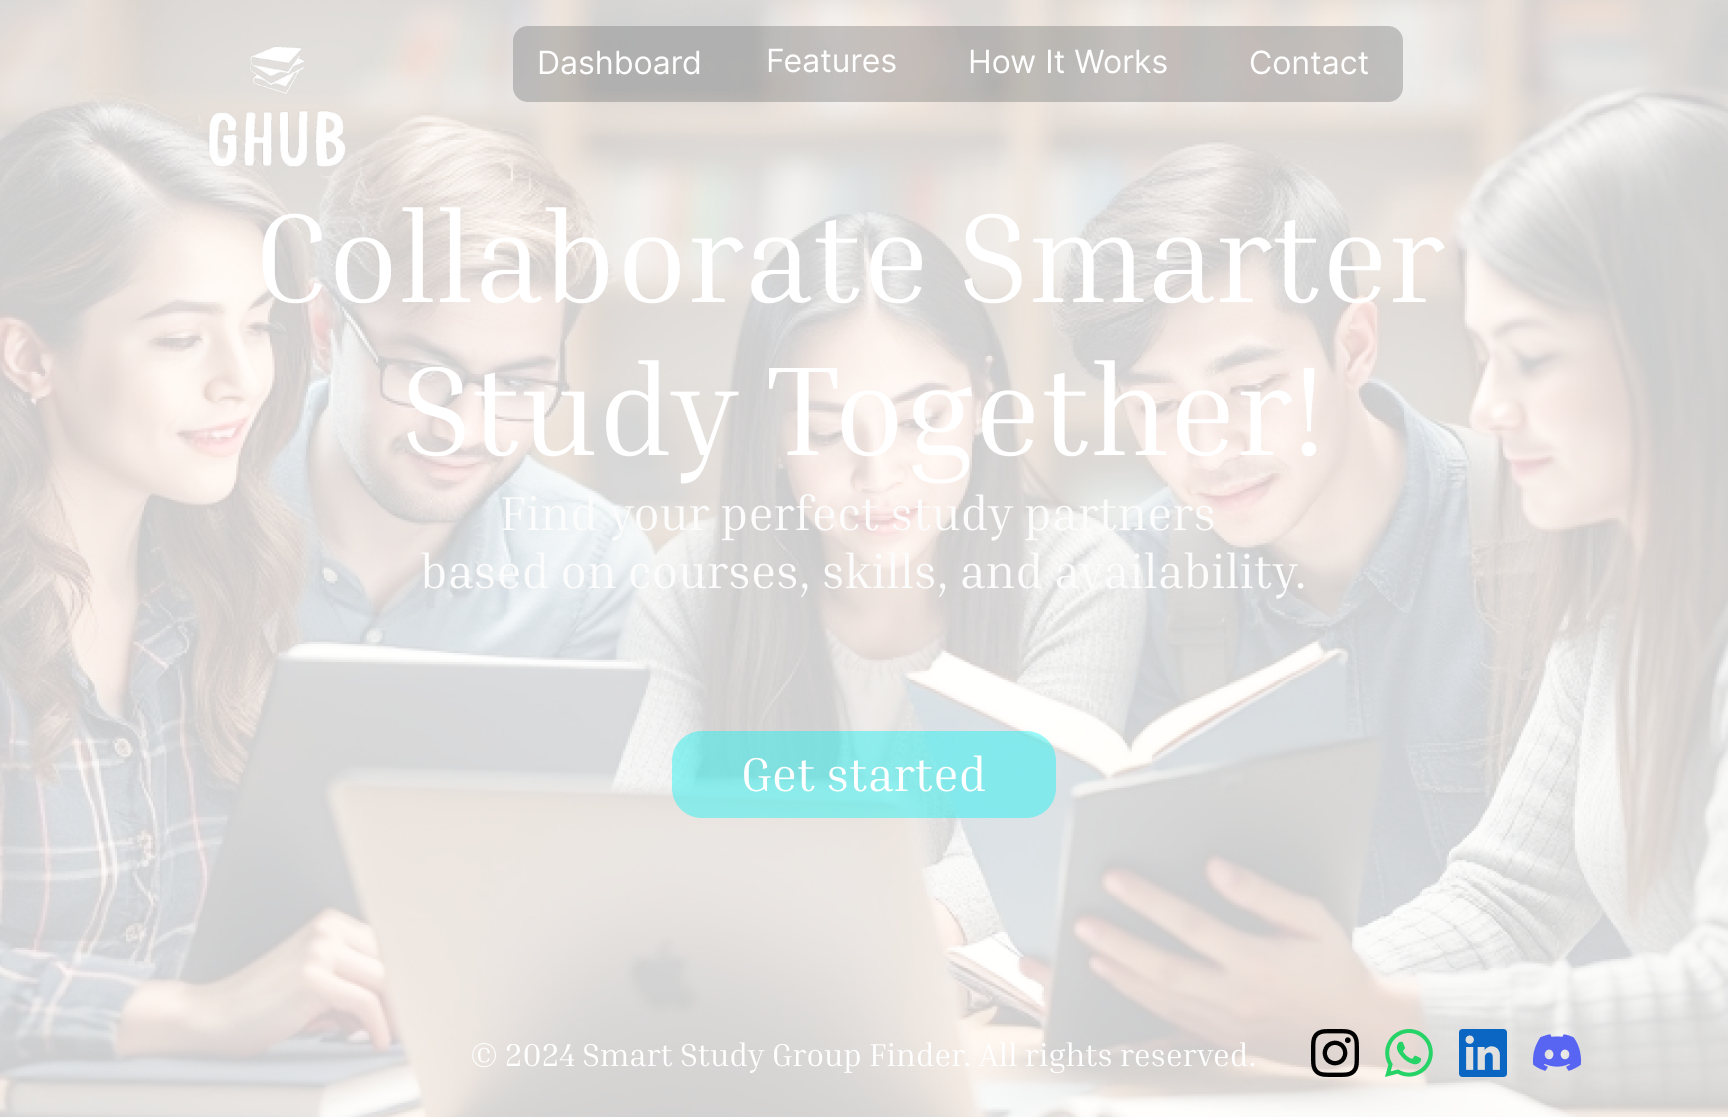 Dashboard Features How It Works Contact
GHUB
Collaborate Smarter
Study Together!
Find your perfect study partners
based on courses, skills, and availability.
Get started
© 2024 Smart Study Group Finder. All rights reserved.
in